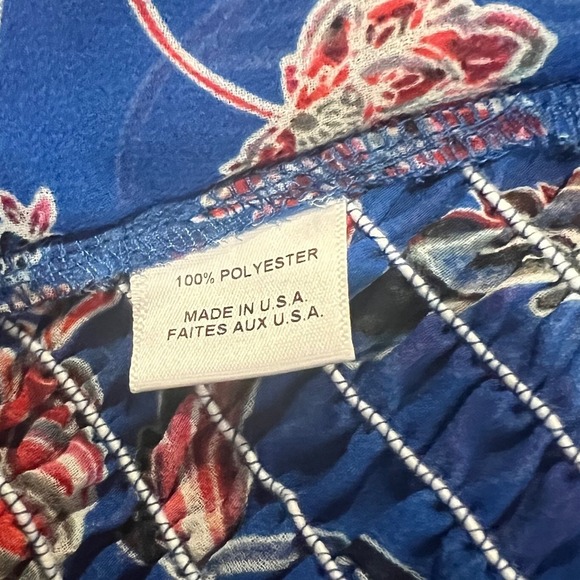 100% POLYESTER
MADE IN U.S.A.
FAITES AUX U.S.A.